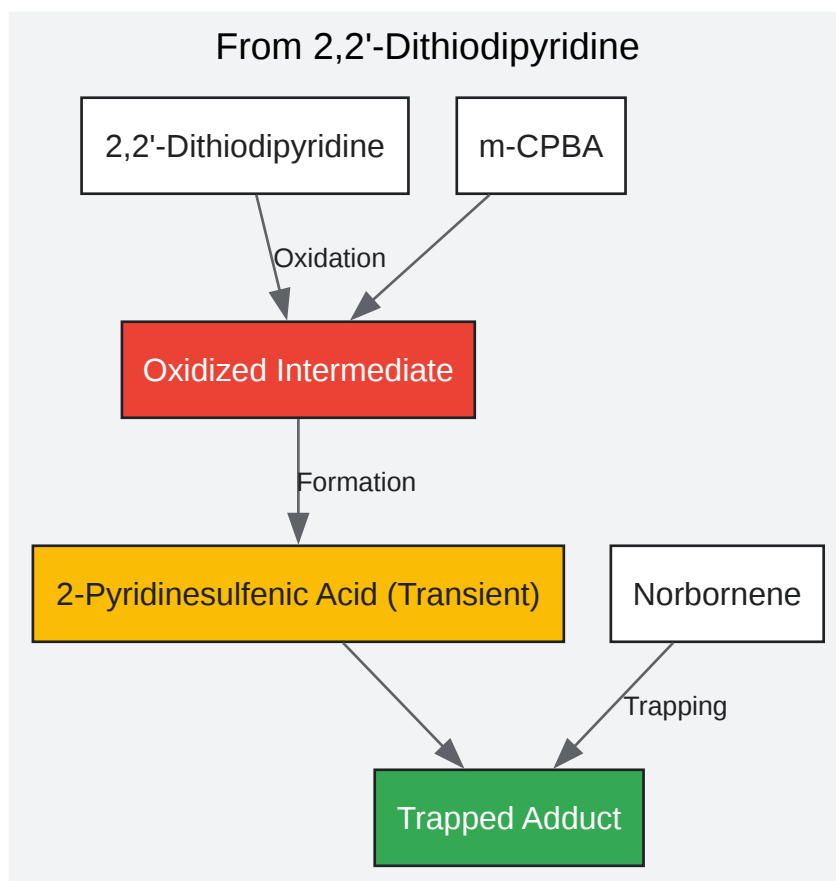 From 2,2'-Dithiodipyridine
2,2'-Dithiodipyridine
m-CPBA
Oxidation
Oxidized Intermediate
Formation
2-Pyridinesulfenic Acid (Transient)
Norbornene
Trapping
Trapped Adduct